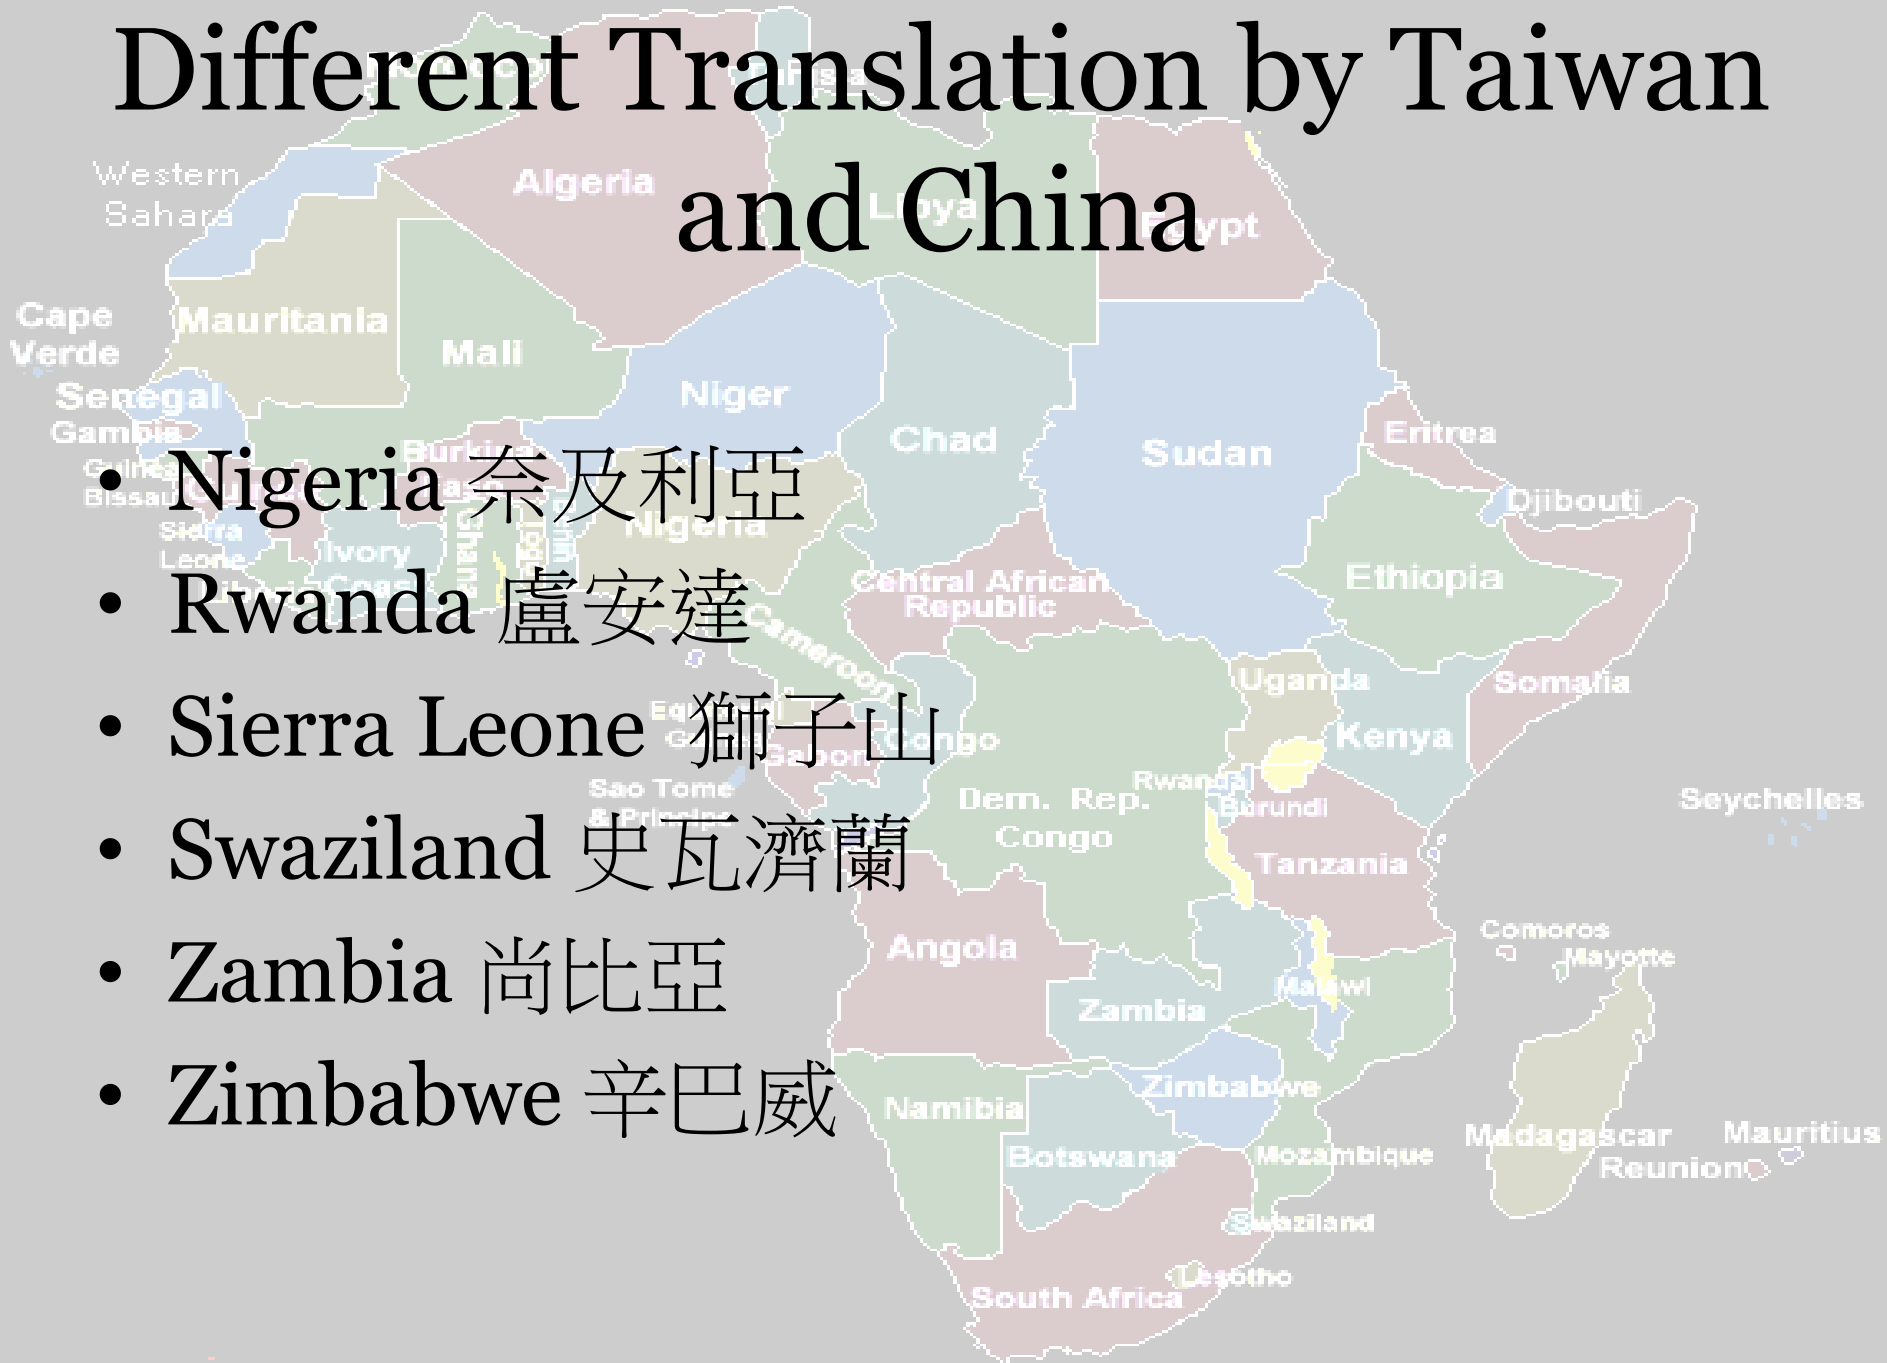 Different Translation by Taiwan
and China
• Nigeria 奈及利亞
• Rwanda 盧安達
• Sierra Leone 獅子山
• Swaziland 史瓦濟蘭
• Zambia 尚比亞
• Zimbabwe 辛巴威
Algeria
Libya
Egypt
Western
Sahara
Cape
Verde
Mauritania
Mali
Niger
Chad
Sudan
Eritrea
Djibouti
Senegal
Gambia
Burkina
Nigeria
Ghana
Sierra
Leone
Ivory
Coast
Central African
Republic
Cameroon
Ethiopia
Somalia
Uganda
Kenya
Gabon
Congo
Sao Tome
& Principe
Dem. Rep.
Congo
Rwanda
Burundi
Tanzania
Seychelles
Angola
Zambia
Malawi
Comoros
Mayotte
Namibia
Botswana
Zimbabwe
Mozambique
Madagascar
Mauritius
Reunion
Swaziland
Lesotho
South Africa